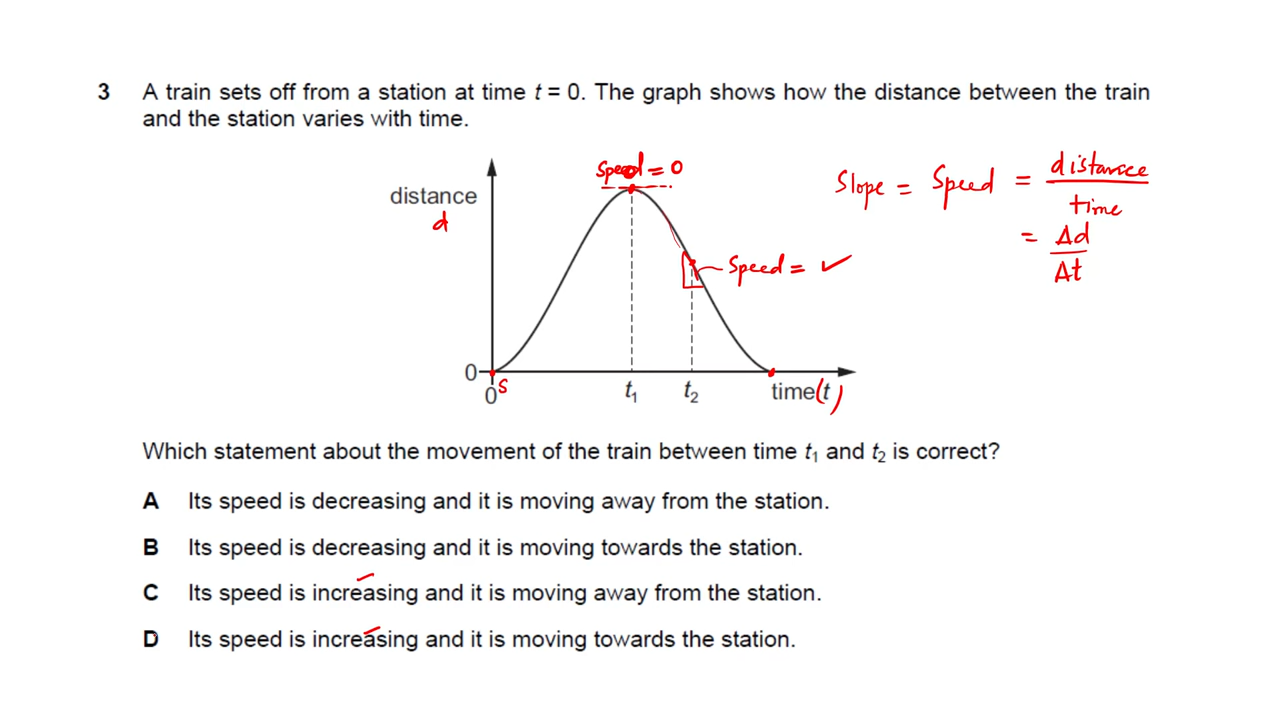 3 A train sets off from a station at time t = 0. The graph shows how the distance between the train
and the station varies with time.
speed = 0
distance
d
Slope = Speed = distance / time
= Δd / Δt
Speed = ✓
0
0 s t₁ t₂ time (t)
Which statement about the movement of the train between time t₁ and t₂ is correct?
A Its speed is decreasing and it is moving away from the station.
B Its speed is decreasing and it is moving towards the station.
C Its speed is increasing and it is moving away from the station.
D Its speed is increasing and it is moving towards the station.